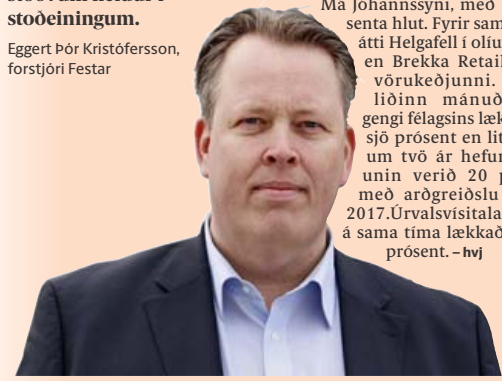 stoðeiningum.
Eggert Þór Kristófersson,
forstjóri Festar
Má Jóhannssyni, með
senta hlut. Fyrir sam
átti Helgafell í olíu
en Brekka Retail
vörukeðjunni.
liðinn mánuð
gengi félagsins læk
sjö prósent en lit
um tvö ár hefur
unin verið 20 p
með arðgreiðslu
2017.Úrvalsvísitala
á sama tíma lækkað
prósent. – hvj